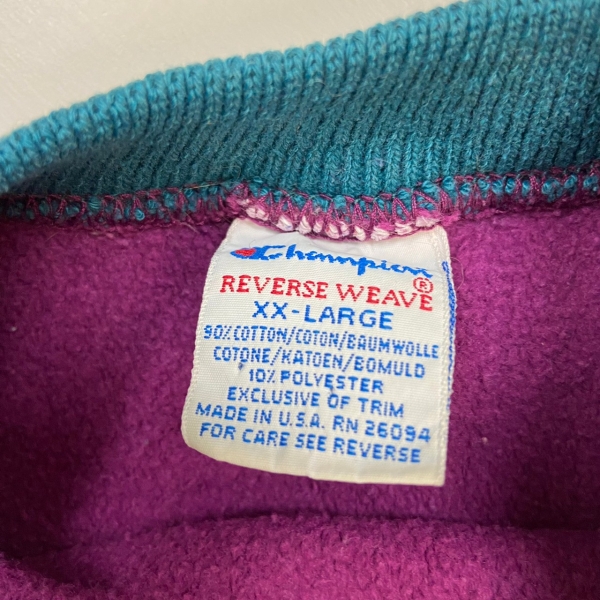 Champion
REVERSE WEAVE®
XX-LARGE
90% COTTON/COTON/BAUMWOLLE
COTONE/KATOEN/BOMULD
10% POLYESTER
EXCLUSIVE OF TRIM
MADE IN U.S.A. RN 26094
FOR CARE SEE REVERSE